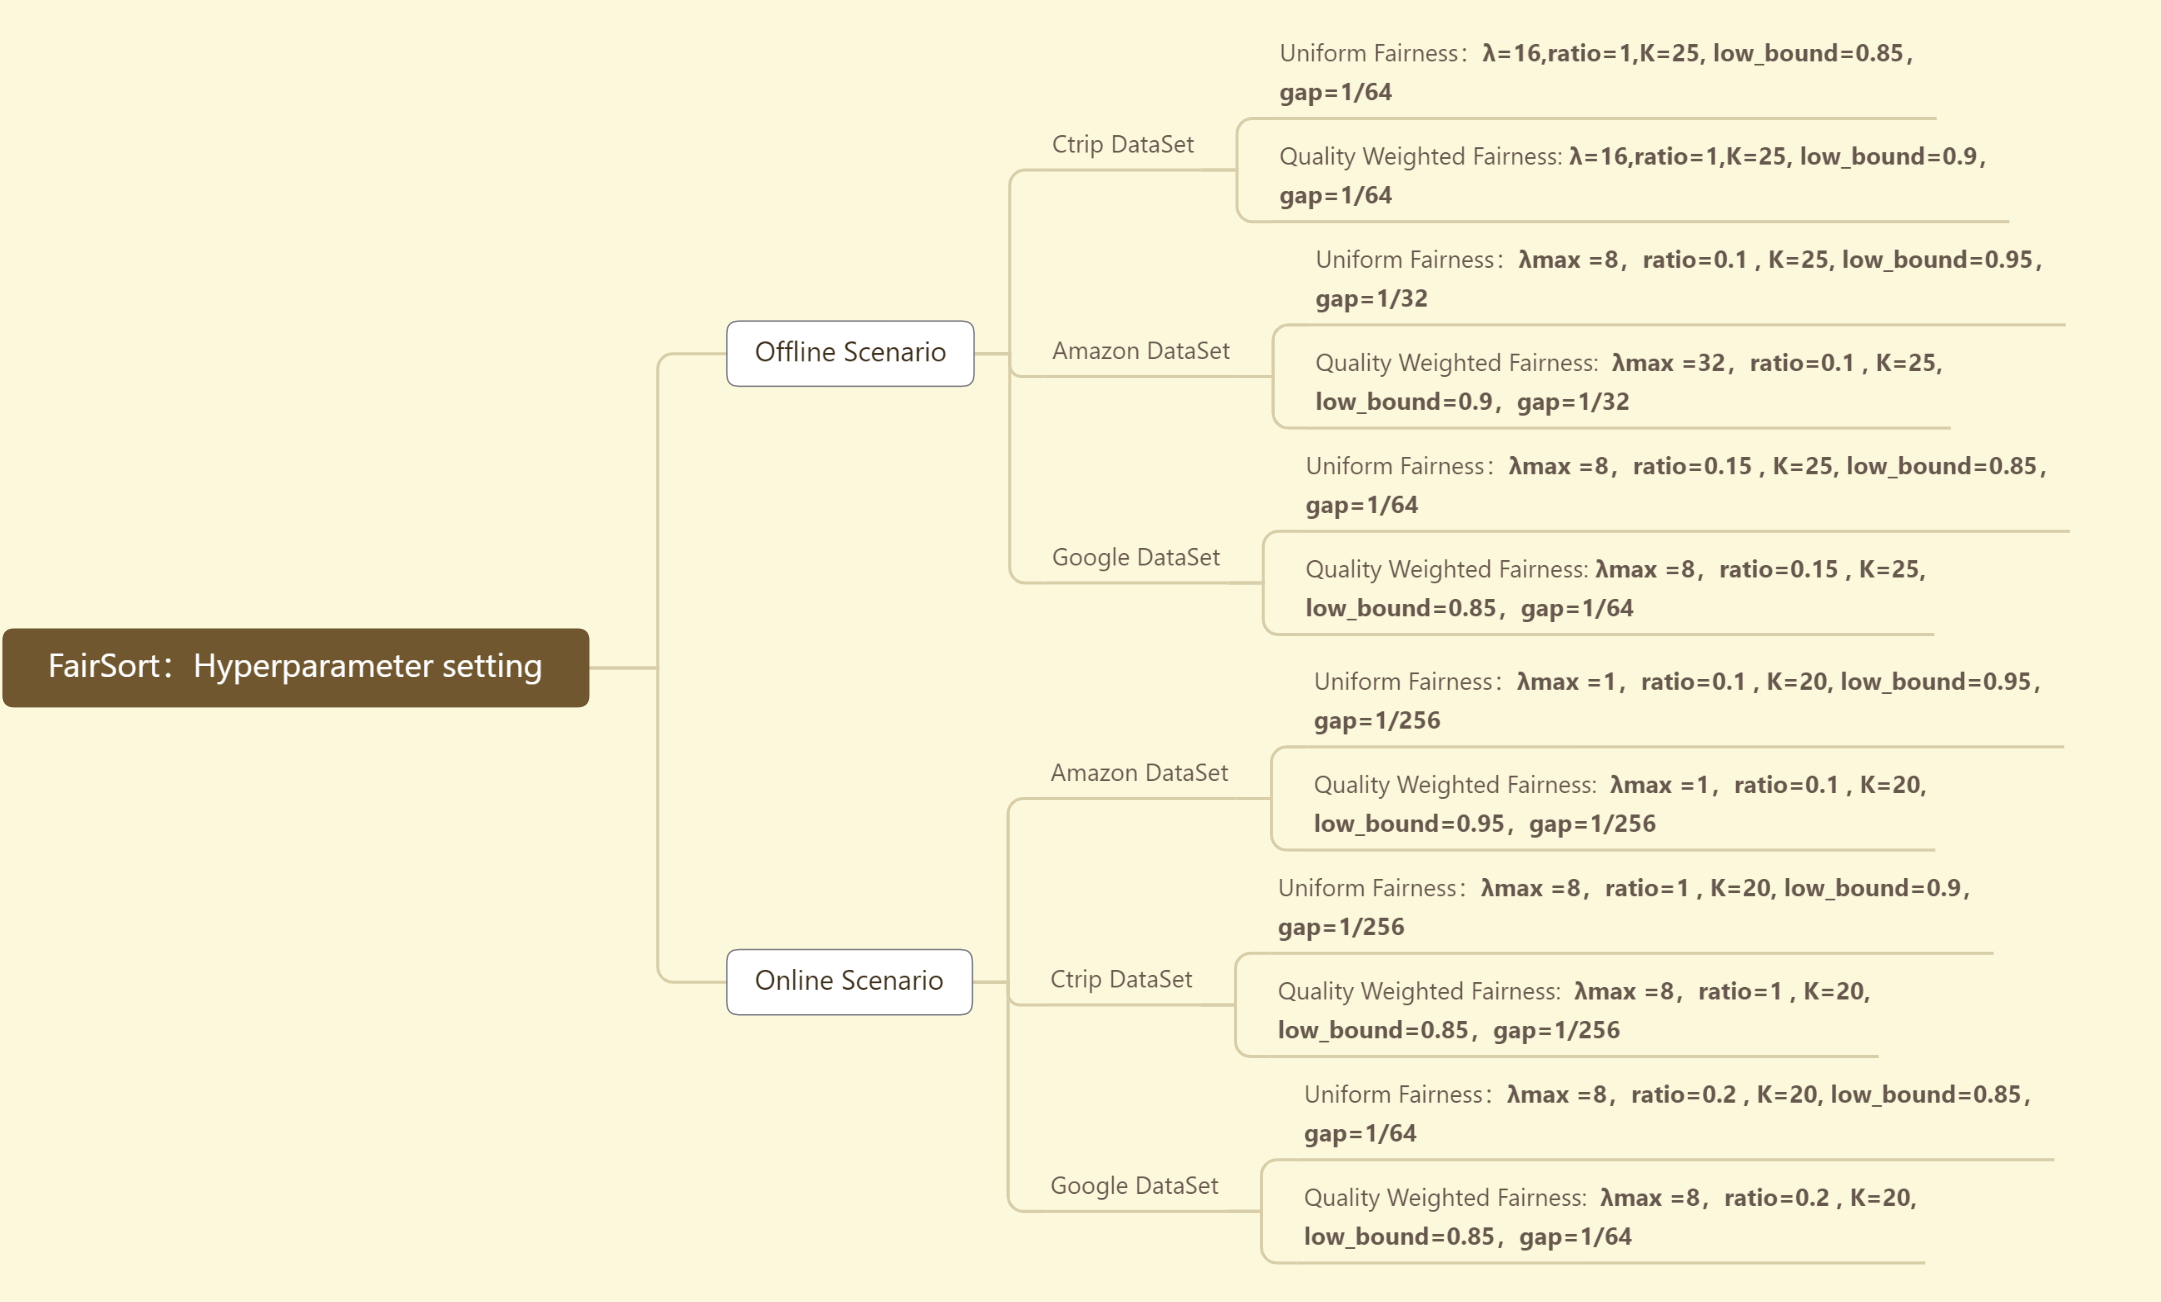 FairSort：Hyperparameter setting
Offline Scenario
Ctrip DataSet
Uniform Fairness：λ=16,ratio=1,K=25, low_bound=0.85，
gap=1/64
Quality Weighted Fairness: λ=16,ratio=1,K=25, low_bound=0.9，
gap=1/64
Amazon DataSet
Uniform Fairness：λmax =8，ratio=0.1 , K=25, low_bound=0.95，
gap=1/32
Quality Weighted Fairness:  λmax =32，ratio=0.1 , K=25,
low_bound=0.9，gap=1/32
Google DataSet
Uniform Fairness：λmax =8，ratio=0.15 , K=25, low_bound=0.85，
gap=1/64
Quality Weighted Fairness: λmax =8，ratio=0.15 , K=25,
low_bound=0.85，gap=1/64
Online Scenario
Amazon DataSet
Uniform Fairness：λmax =1，ratio=0.1 , K=20, low_bound=0.95，
gap=1/256
Quality Weighted Fairness:  λmax =1，ratio=0.1 , K=20,
low_bound=0.95，gap=1/256
Ctrip DataSet
Uniform Fairness：λmax =8，ratio=1 , K=20, low_bound=0.9，
gap=1/256
Quality Weighted Fairness:  λmax =8，ratio=1 , K=20,
low_bound=0.85，gap=1/256
Google DataSet
Uniform Fairness：λmax =8，ratio=0.2 , K=20, low_bound=0.85，
gap=1/64
Quality Weighted Fairness:  λmax =8，ratio=0.2 , K=20,
low_bound=0.85，gap=1/64